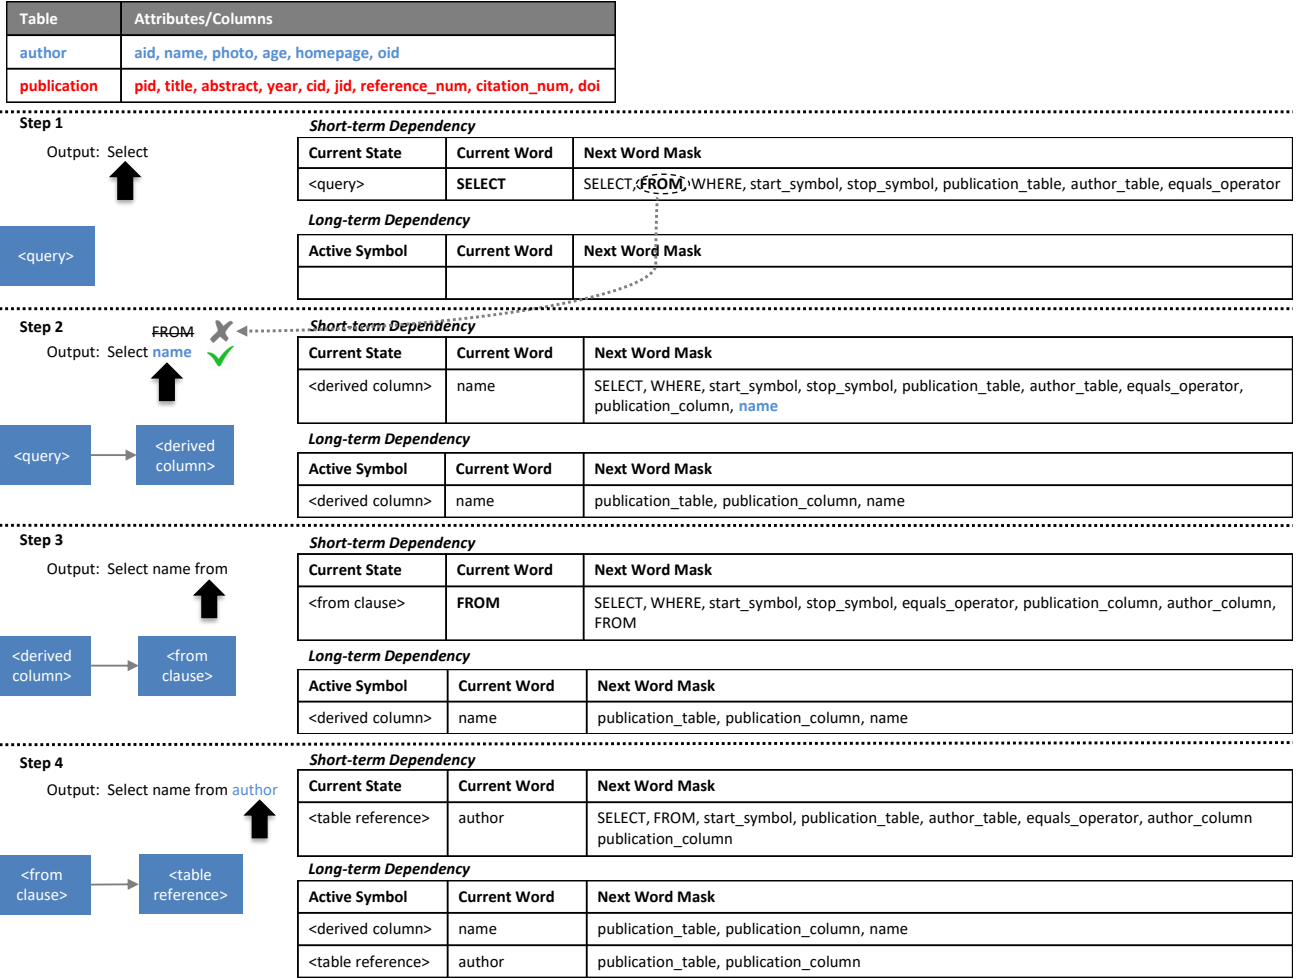 Table Attributes/Columns
author aid, name, photo, age, homepage, oid
publication pid, title, abstract, year, cid, jid, reference_num, citation_num, doi
Step 1
Output: Select
<query>
Short-term Dependency
Current State Current Word Next Word Mask
<query> SELECT SELECT, FROM, WHERE, start_symbol, stop_symbol, publication_table, author_table, equals_operator
Long-term Dependency
Active Symbol Current Word Next Word Mask
Step 2
FROM
Output: Select name
<query>
<derived
column>
Short-term Dependency
Current State Current Word Next Word Mask
<derived column> name SELECT, WHERE, start_symbol, stop_symbol, publication_table, author_table, equals_operator,
publication_column, name
Long-term Dependency
Active Symbol Current Word Next Word Mask
<derived column> name publication_table, publication_column, name
Step 3
Output: Select name from
<derived
column>
<from
clause>
Short-term Dependency
Current State Current Word Next Word Mask
<from clause> FROM SELECT, WHERE, start_symbol, stop_symbol, equals_operator, publication_column, author_column,
FROM
Long-term Dependency
Active Symbol Current Word Next Word Mask
<derived column> name publication_table, publication_column, name
Step 4
Output: Select name from author
<from
clause>
<table
reference>
Short-term Dependency
Current State Current Word Next Word Mask
<table reference> author SELECT, FROM, start_symbol, publication_table, author_table, equals_operator, author_column
publication_column
Long-term Dependency
Active Symbol Current Word Next Word Mask
<derived column> name publication_table, publication_column, name
<table reference> author publication_table, publication_column